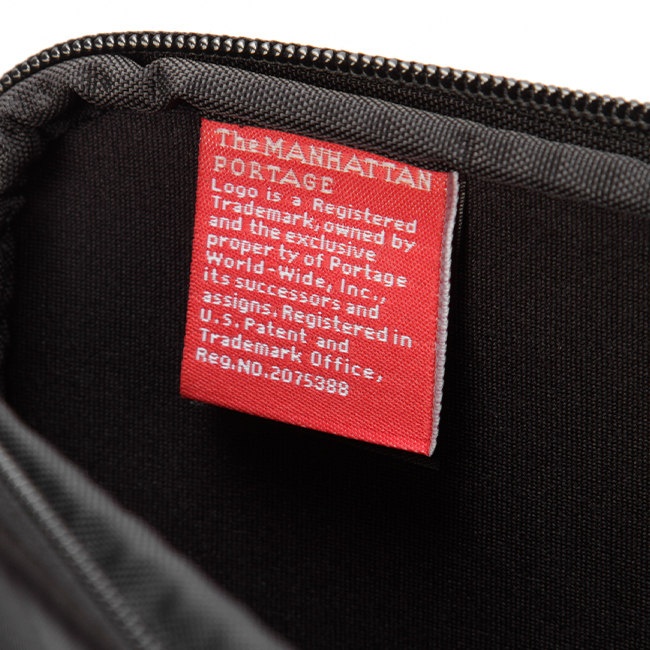 The MANHATTAN
PORTAGE
Logo is a Registered
Trademark, owned by
and the exclusive
property of Portage
World-Wide, Inc.,
its successors and
assigns. Registered in
U.S. Patent and
Trademark Office,
Reg.NO.2075388